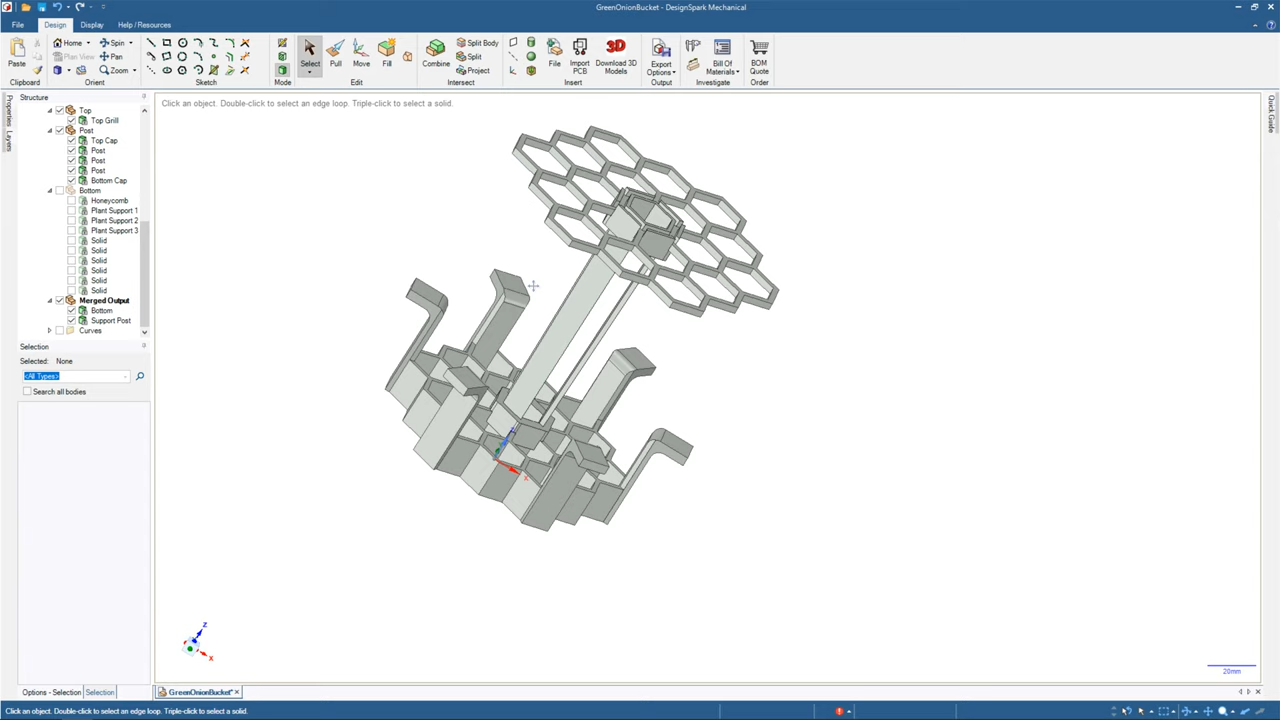 GreenOnionBucket - DesignSpark Mechanical
File Design Display Help / Resources
Paste
Clipboard
Home Spin
Plan View Pan
Zoom
Orient
Sketch
Mode
Select Pull Move Fill
Edit
Combine Split Body
Split
Project
Intersect
File Import PCB Download 3D Models
Insert
Export Options
Output
Bill Of Materials
Investigate
BOM Quote
Order
Structure
Properties
Layers
Top
Top Grill
Post
Top Cap
Post
Post
Post
Bottom Cap
Bottom
Honeycomb
Plant Support 1
Plant Support 2
Plant Support 3
Solid
Solid
Solid
Solid
Solid
Solid
Merged Output
Bottom
Support Post
Curves
Selection
Selected: None
<All Types>
Search all bodies
Options - Selection Selection
Click an object. Double-click to select an edge loop. Triple-click to select a solid.
Quick Guide
3D
Z
X
Z
X
20mm
GreenOnionBucket*
Click an object. Double-click to select an edge loop. Triple-click to select a solid.